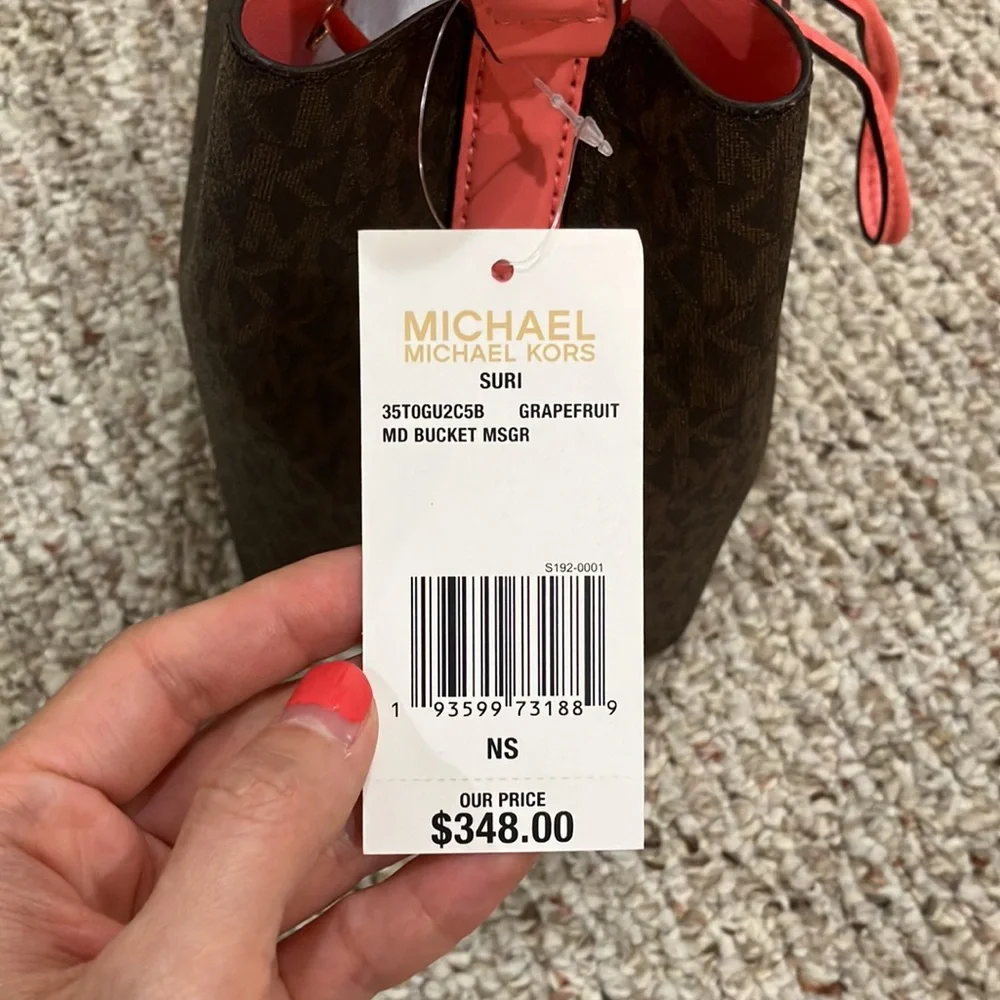 MICHAEL
MICHAEL KORS
SURI
35T0GU2C5B GRAPEFRUIT
MD BUCKET MSGR
S192-0001
1 93599 73188 9
NS
OUR PRICE
$348.00